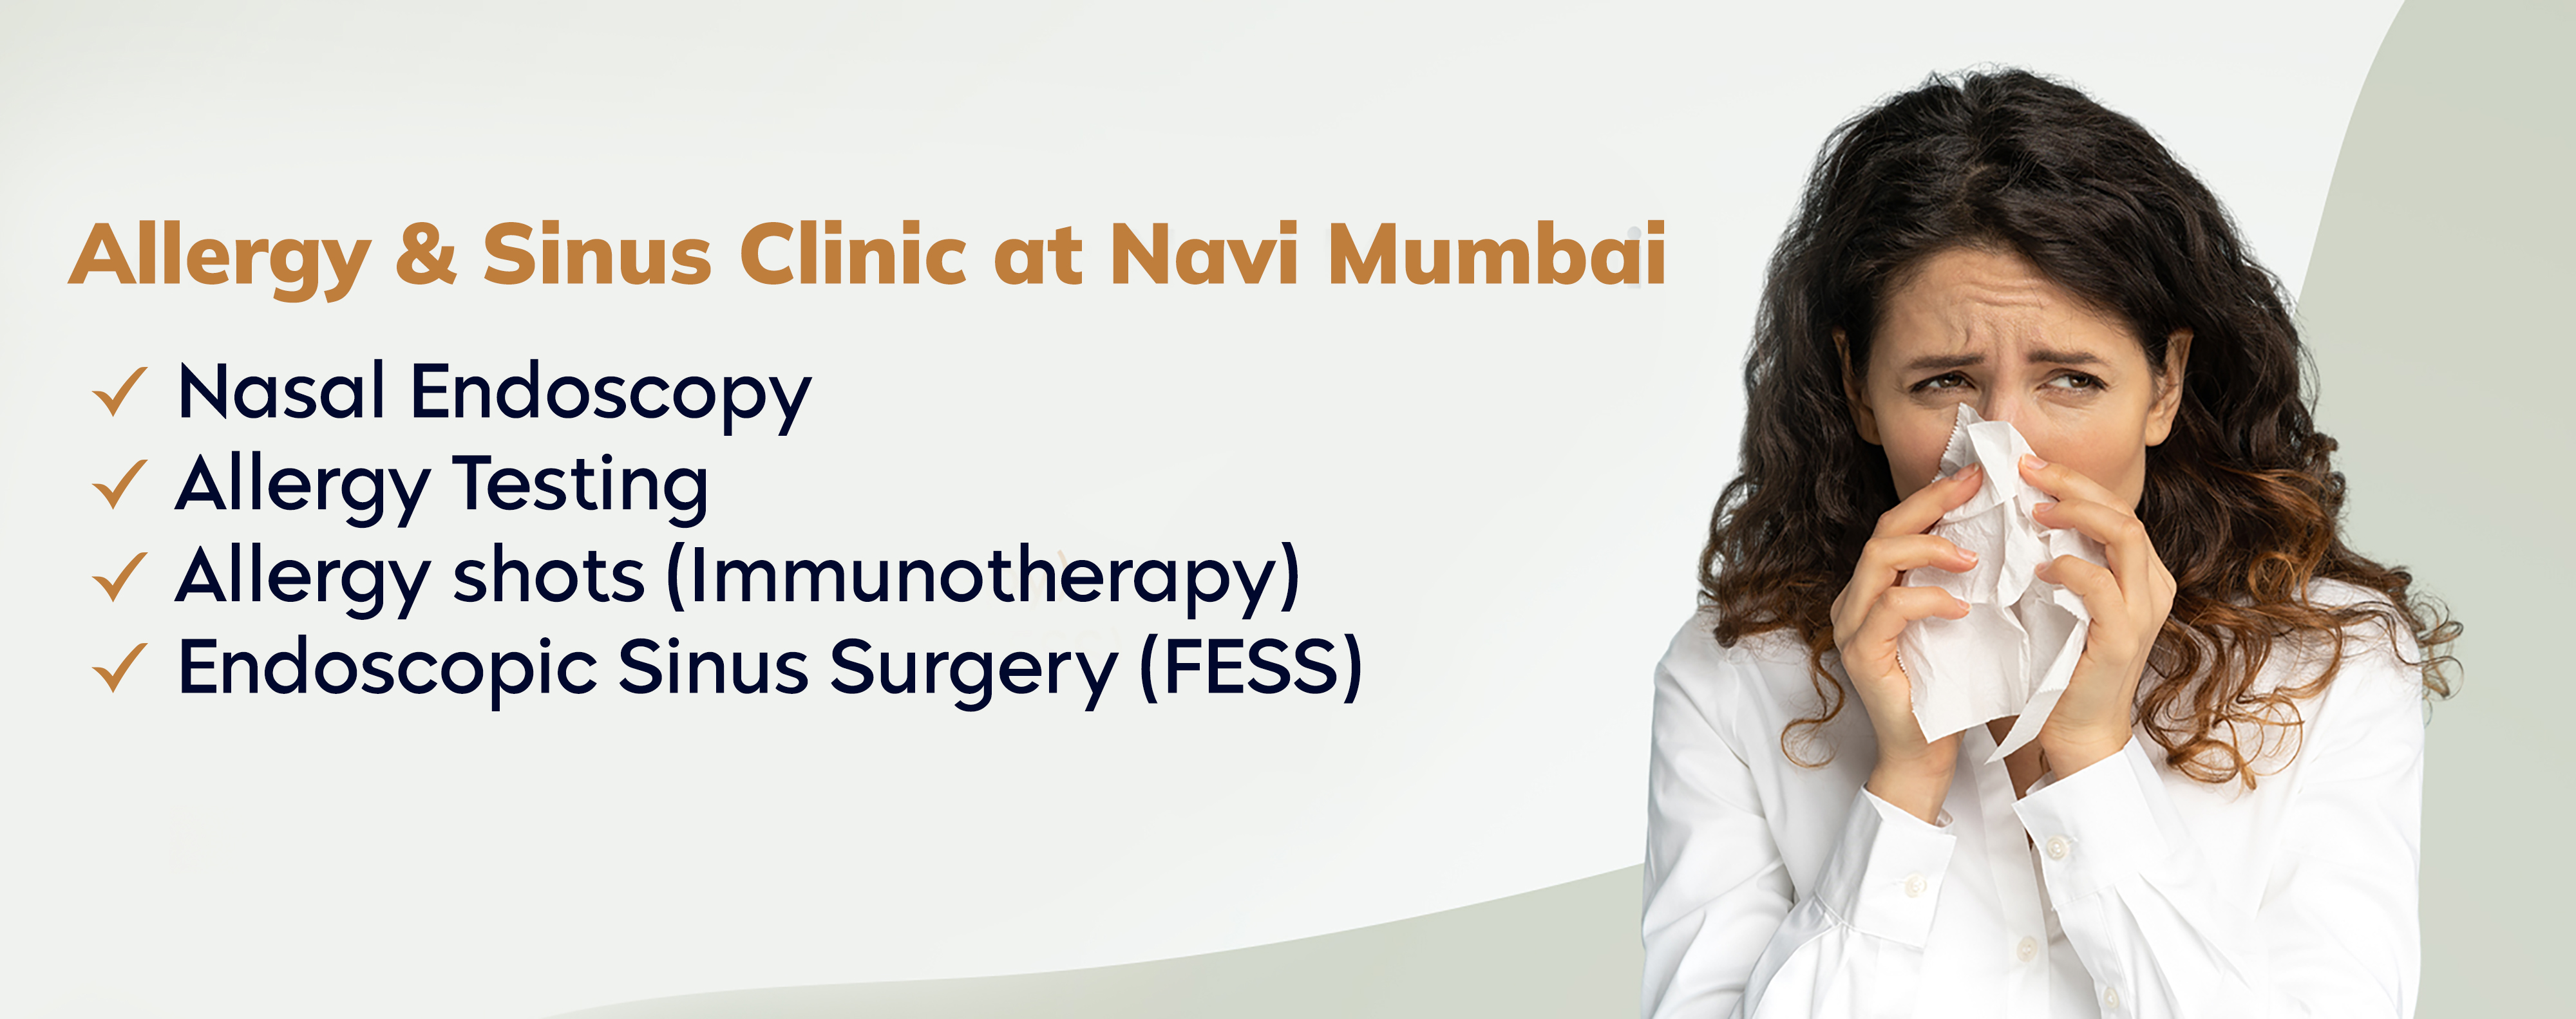 Allergy & Sinus Clinic at Navi Mumbai
Nasal Endoscopy
Allergy Testing
Allergy shots (Immunotherapy)
Endoscopic Sinus Surgery (FESS)